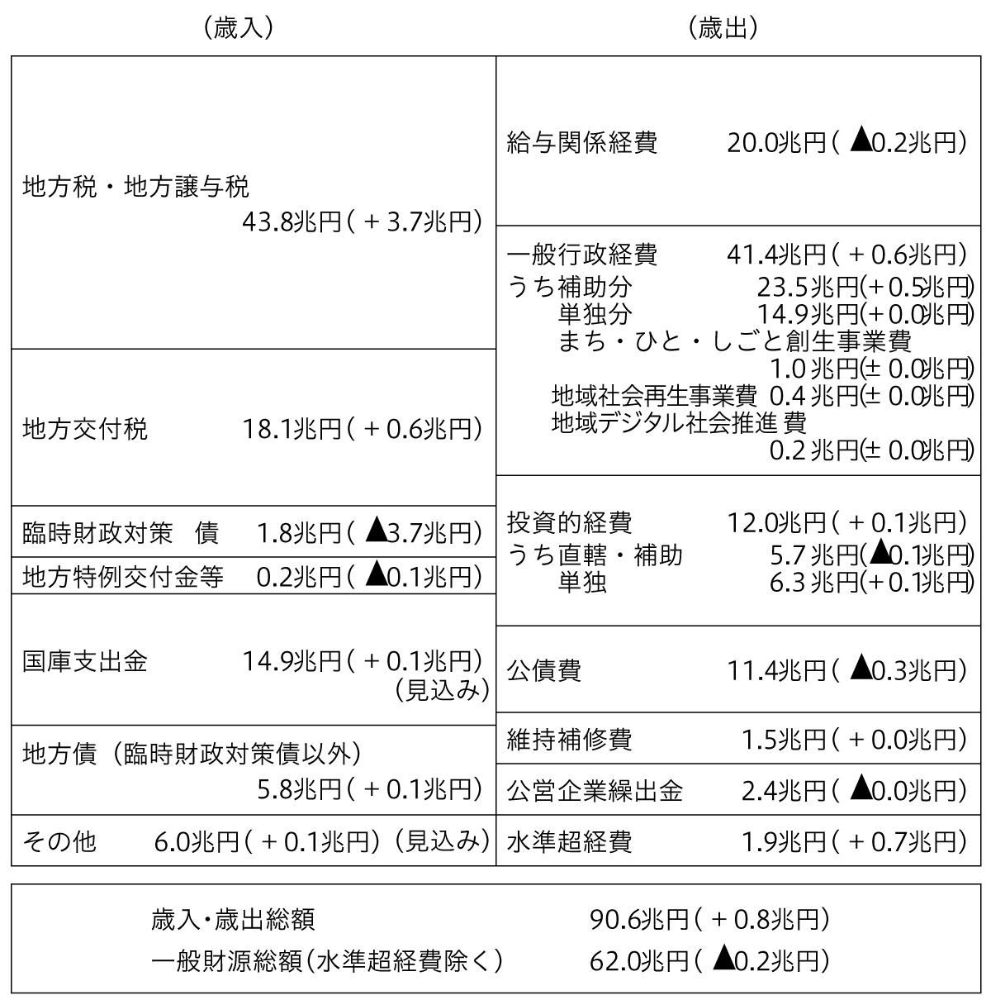 （歳入）
地方税・地方譲与税
43.8兆円(＋3.7兆円)
地方交付税 18.1兆円(＋0.6兆円)
臨時財政対策 債 1.8兆円(▲3.7兆円)
地方特例交付金等 0.2兆円(▲0.1兆円)
国庫支出金 14.9兆円(＋0.1兆円)
（見込み）
地方債（臨時財政対策債以外）
5.8兆円(＋0.1兆円)
その他 6.0兆円(＋0.1兆円)（見込み）
（歳出）
給与関係経費 20.0兆円(▲0.2兆円)
一般行政経費 41.4兆円(＋0.6兆円)
うち補助分 23.5兆円(＋0.5兆円)
単独分 14.9兆円(＋0.0兆円)
まち・ひと・しごと創生事業費
1.0兆円(±0.0兆円)
地域社会再生事業費 0.4兆円(±0.0兆円)
地域デジタル社会推進 費
0.2兆円(±0.0兆円)
投資的経費 12.0兆円(＋0.1兆円)
うち直轄・補助 5.7兆円(▲0.1兆円)
単独 6.3兆円(＋0.1兆円)
公債費 11.4兆円(▲0.3兆円)
維持補修費 1.5兆円(＋0.0兆円)
公営企業繰出金 2.4兆円(▲0.0兆円)
水準超経費 1.9兆円(＋0.7兆円)
歳入・歳出総額 90.6兆円(＋0.8兆円)
一般財源総額(水準超経費除く) 62.0兆円(▲0.2兆円)